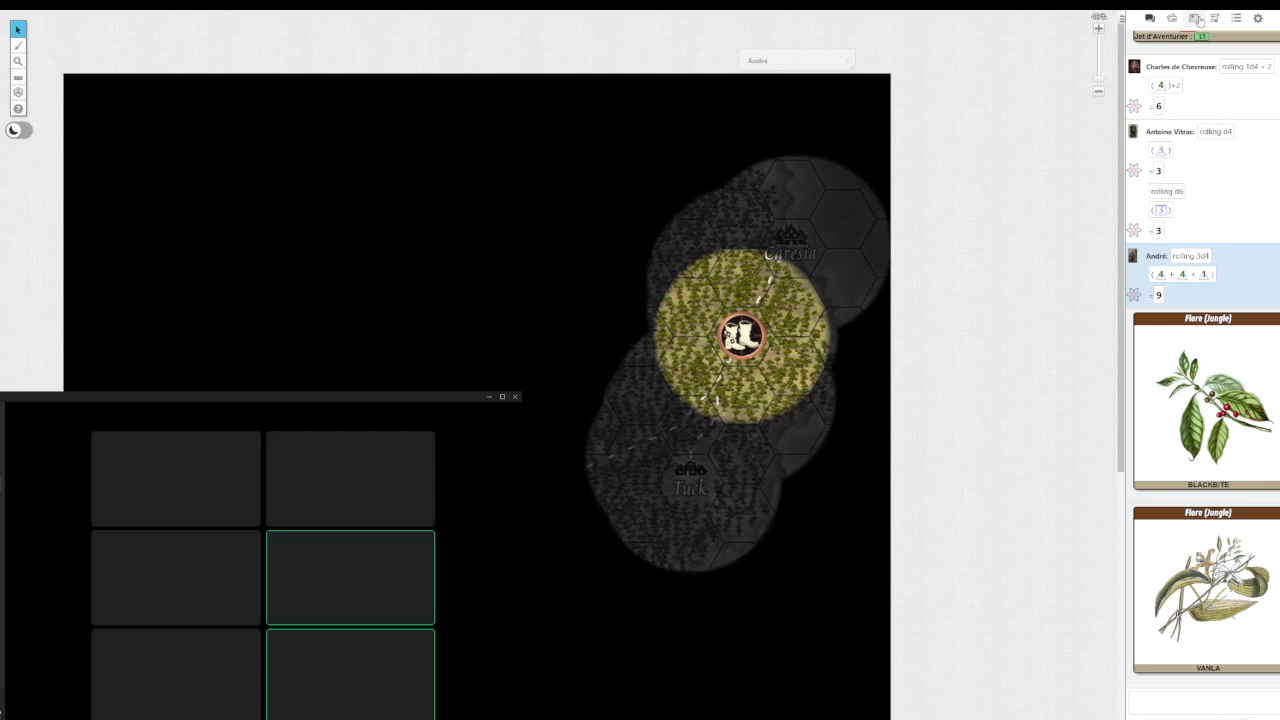 48%
André
Caresta
Tuck
Jet d'Aventurier : 13
Charles de Chevreuse: rolling 1d4 + 2
( 4 )+2
= 6
Antoine Vitrac: rolling d4
( 3 )
= 3
rolling d6
( 3 )
= 3
André: rolling 3d4
( 4 + 4 + 1 )
= 9
Flore (Jungle)
BLACKBITE
Flore (Jungle)
VANLA